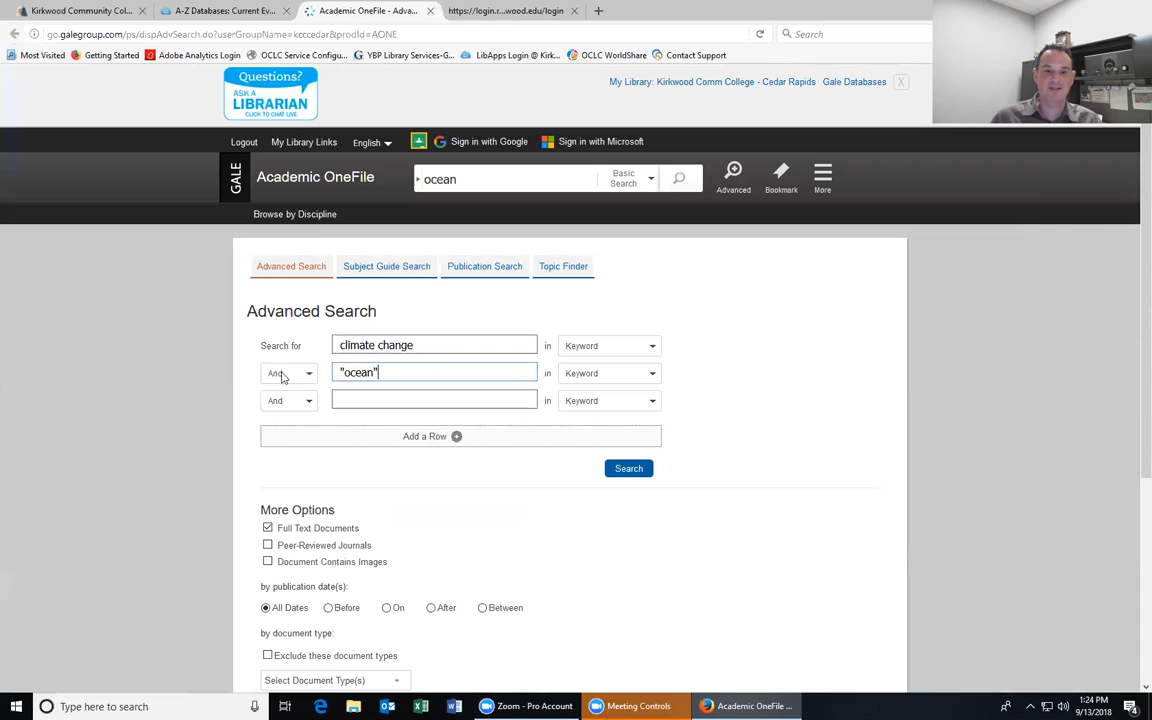 Kirkwood Community Col... × A-Z Databases: Current Ev... × Academic OneFile - Adva... × https://login.r...wood.edu/login ×
go.galegroup.com/ps/dispAdvSearch.do?userGroupName=kcccedar&prodId=AONE Search
Most Visited Getting Started Adobe Analytics Login OCLC Service Configu... YBP Library Services-G... LibApps Login @ Kirk... OCLC WorldShare Contact Support
Questions?
ASK A
LIBRARIAN
CLICK TO CHAT LIVE
My Library: Kirkwood Comm College - Cedar Rapids Gale Databases X
Logout My Library Links English Sign in with Google Sign in with Microsoft
GALE
Academic OneFile
ocean
Basic
Search
Advanced Bookmark More
Browse by Discipline
Advanced Search Subject Guide Search Publication Search Topic Finder
Advanced Search
Search for climate change in Keyword
And "ocean" in Keyword
And in Keyword
Add a Row
Search
More Options
Full Text Documents
Peer-Reviewed Journals
Document Contains Images
by publication date(s):
All Dates Before On After Between
by document type:
Exclude these document types
Select Document Type(s)
Type here to search Zoom - Pro Account Meeting Controls Academic OneFile ... 1:24 PM
9/13/2018 4